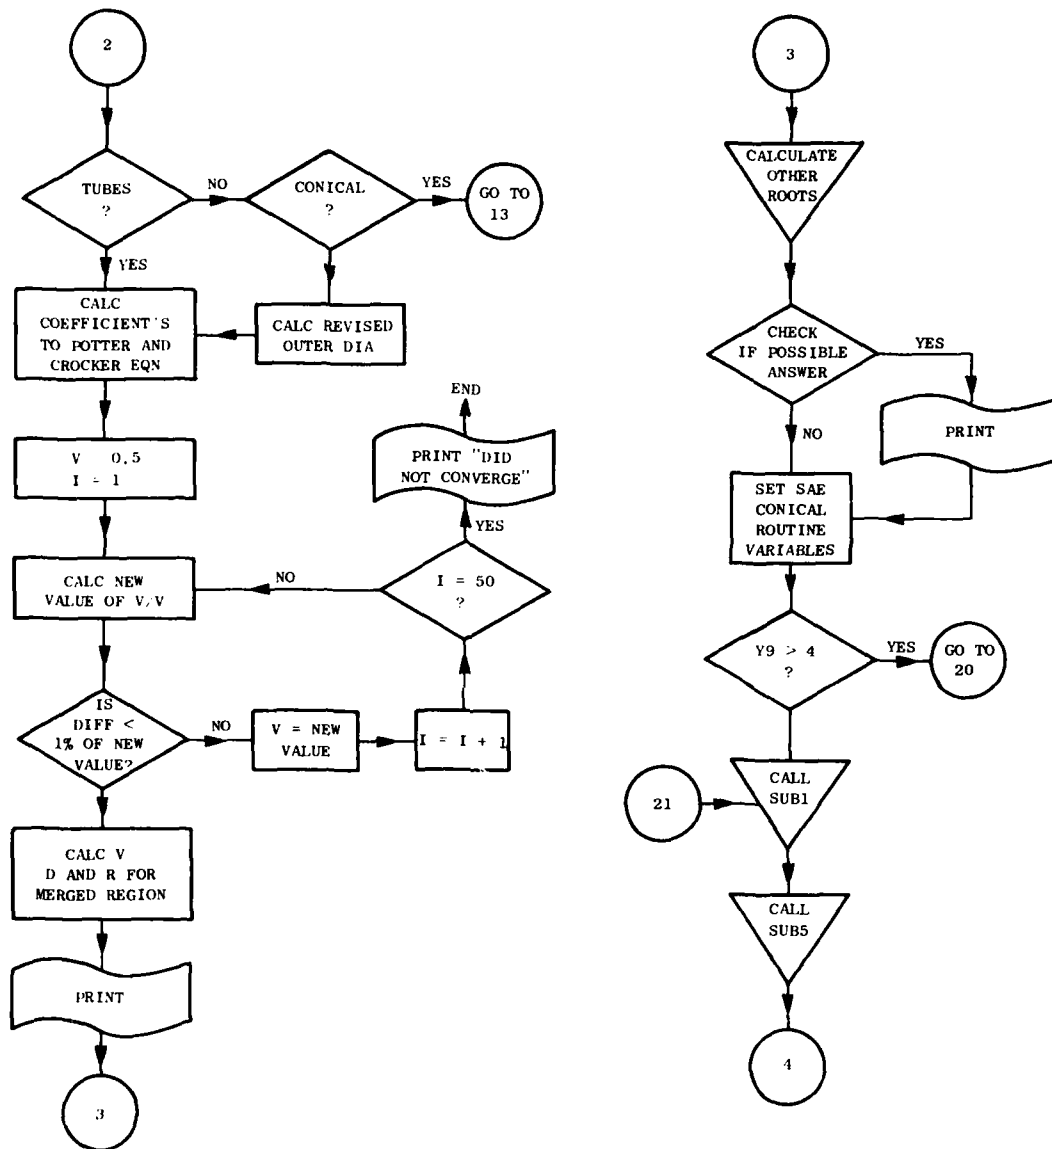 2
TUBES
?
NO
CONICAL
?
YES
GO TO
13
YES
CALC
COEFFICIENT'S
TO POTTER AND
CROCKER EQN
CALC REVISED
OUTER DIA
V = 0.5
I = 1
END
PRINT "DID
NOT CONVERGE"
YES
CALC NEW
VALUE OF V/V
NO
I = 50
?
IS
DIFF <
1% OF NEW
VALUE?
NO
V = NEW
VALUE
I = I + 1
CALC V
D AND R FOR
MERGED REGION
PRINT
3
3
CALCULATE
OTHER
ROOTS
CHECK
IF POSSIBLE
ANSWER
YES
PRINT
NO
SET SAE
CONICAL
ROUTINE
VARIABLES
Y9 > 4
?
YES
GO TO
20
21
CALL
SUB1
CALL
SUB5
4